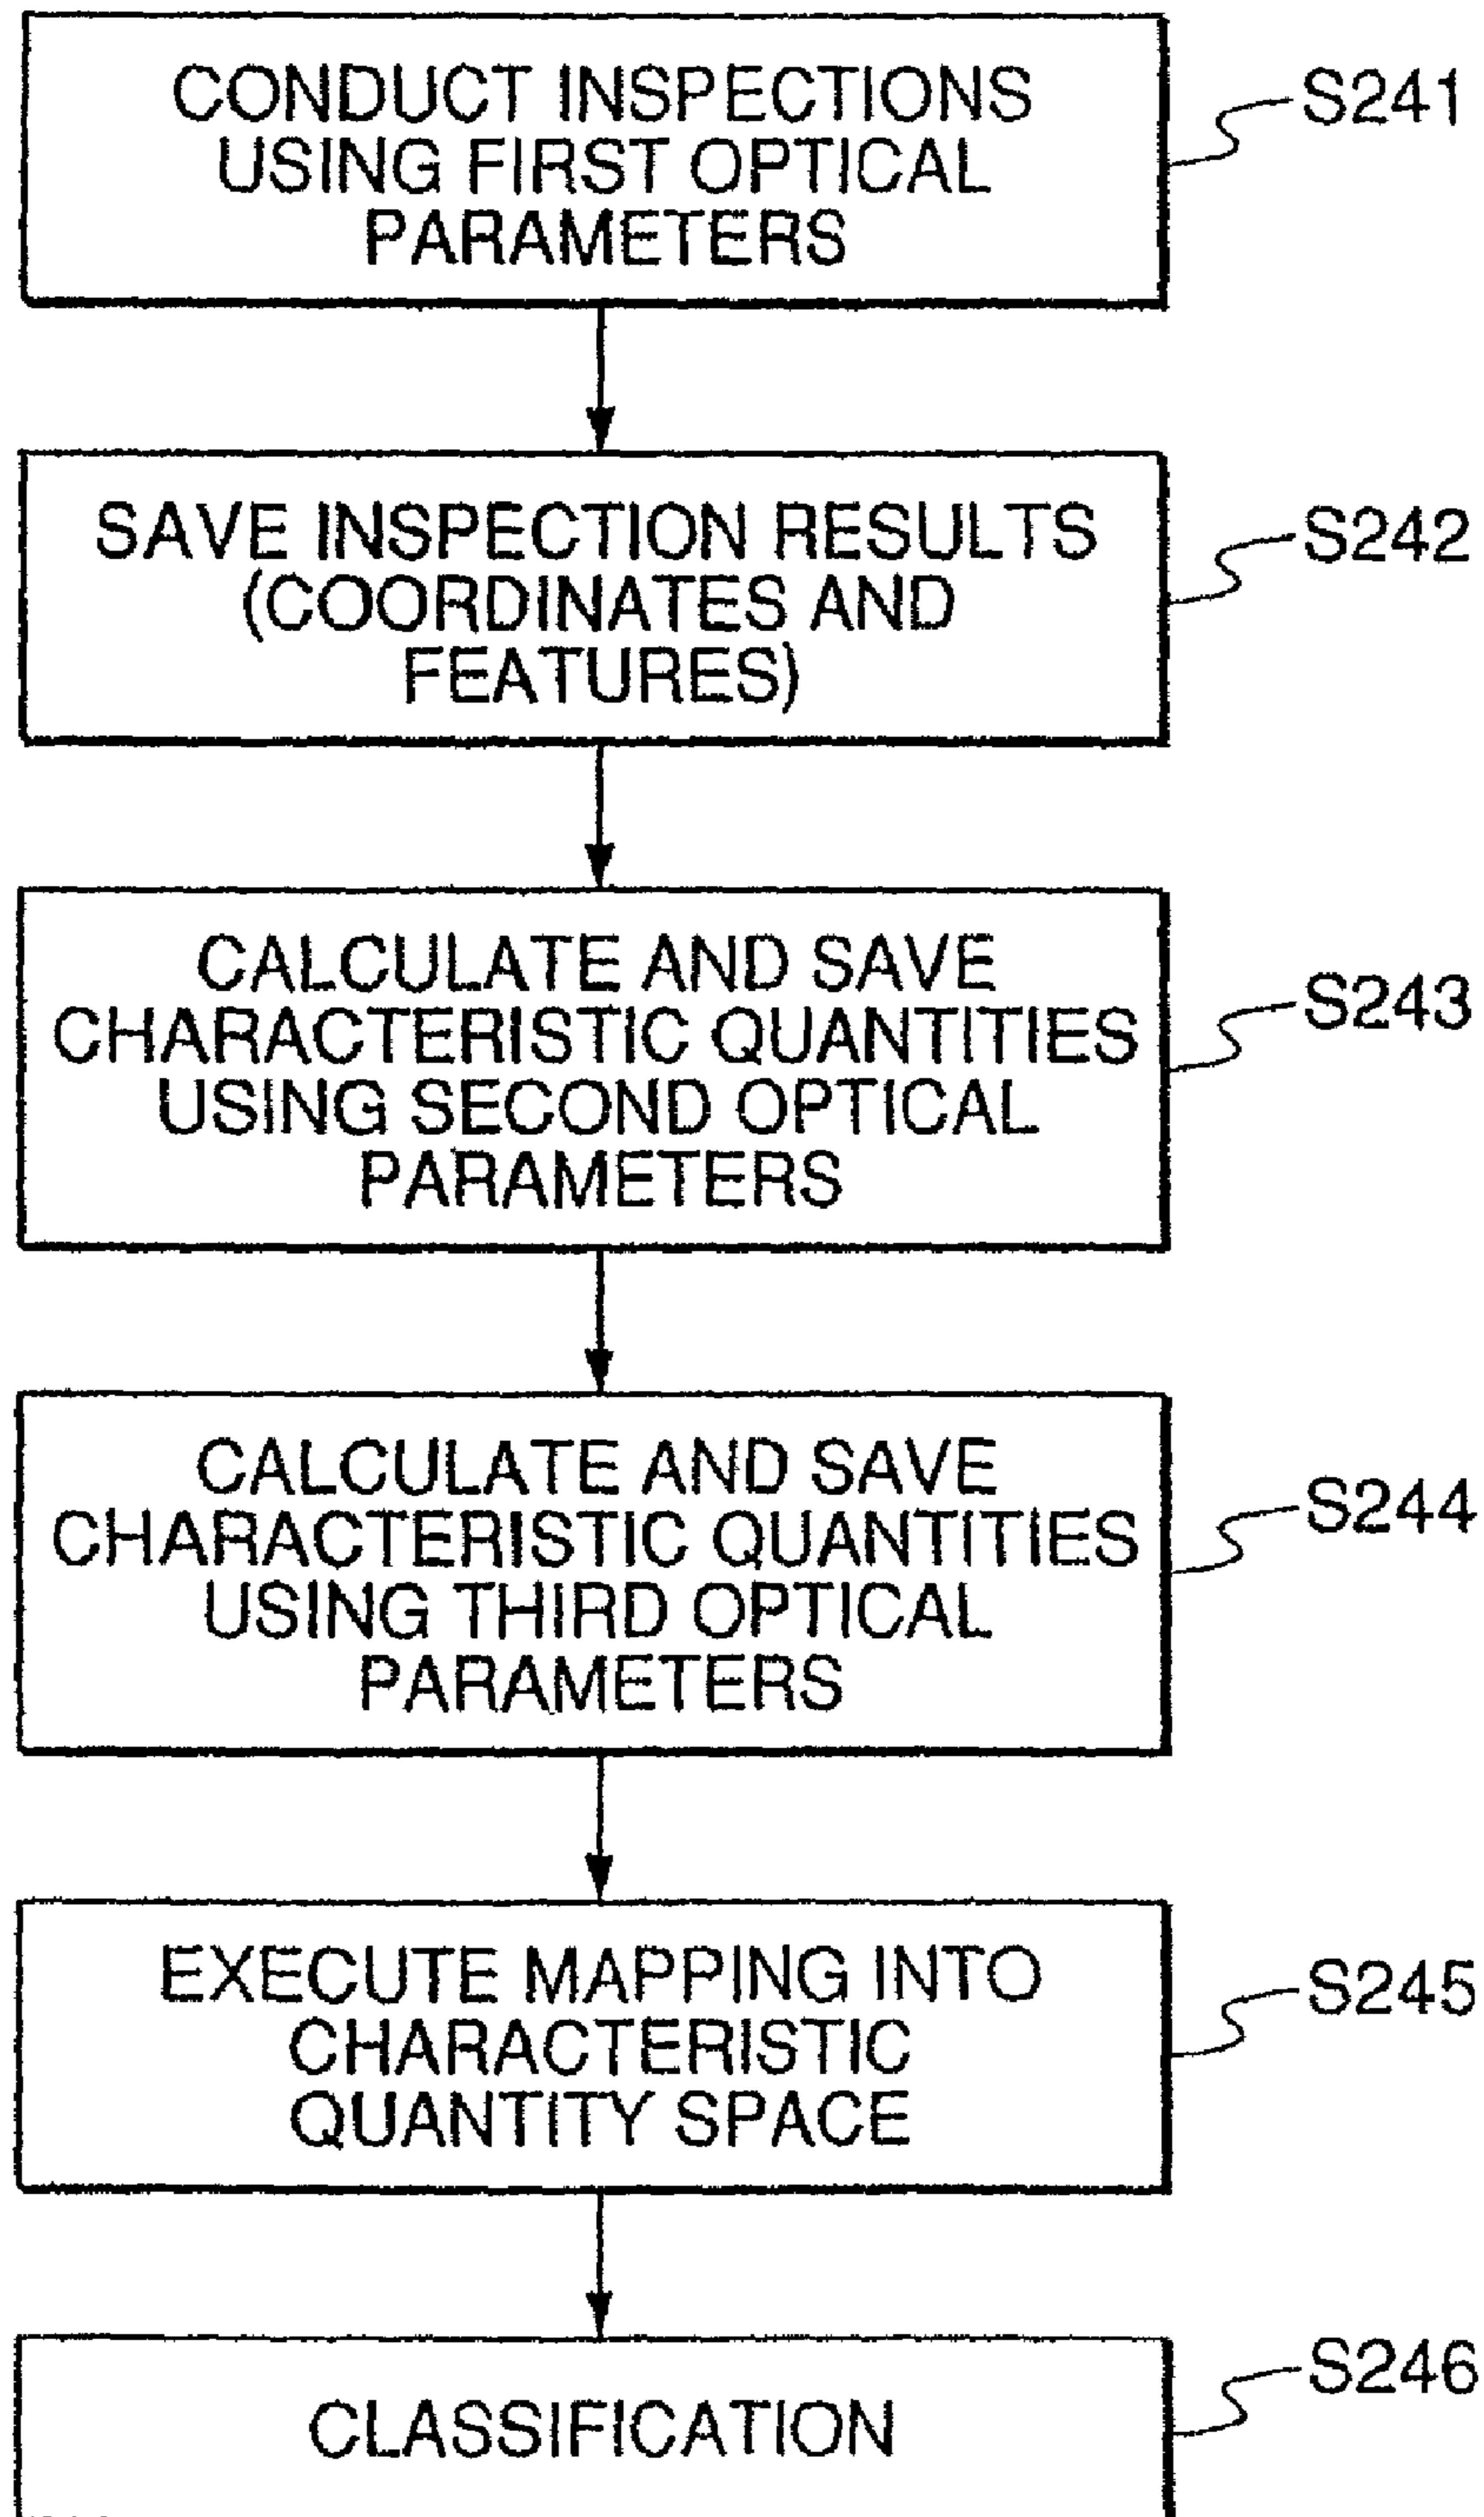 CONDUCT INSPECTIONS
USING FIRST OPTICAL
PARAMETERS
S241
SAVE INSPECTION RESULTS
(COORDINATES AND
FEATURES)
S242
CALCULATE AND SAVE
CHARACTERISTIC QUANTITIES
USING SECOND OPTICAL
PARAMETERS
S243
CALCULATE AND SAVE
CHARACTERISTIC QUANTITIES
USING THIRD OPTICAL
PARAMETERS
S244
EXECUTE MAPPING INTO
CHARACTERISTIC
QUANTITY SPACE
S245
CLASSIFICATION
S246